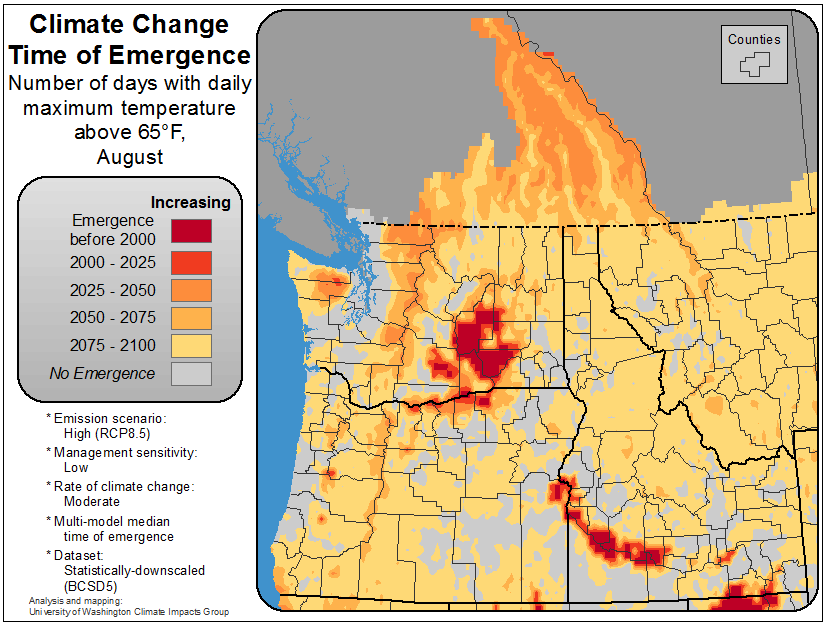 Climate Change
Time of Emergence
Number of days with daily
maximum temperature
above 65°F,
August
Counties
Increasing
Emergence
before 2000
2000 - 2025
2025 - 2050
2050 - 2075
2075 - 2100
No Emergence
* Emission scenario:
High (RCP8.5)
* Management sensitivity:
Low
* Rate of climate change:
Moderate
* Multi-model median
time of emergence
* Dataset:
Statistically-downscaled
(BCSD5)
Analysis and mapping:
University of Washington Climate Impacts Group